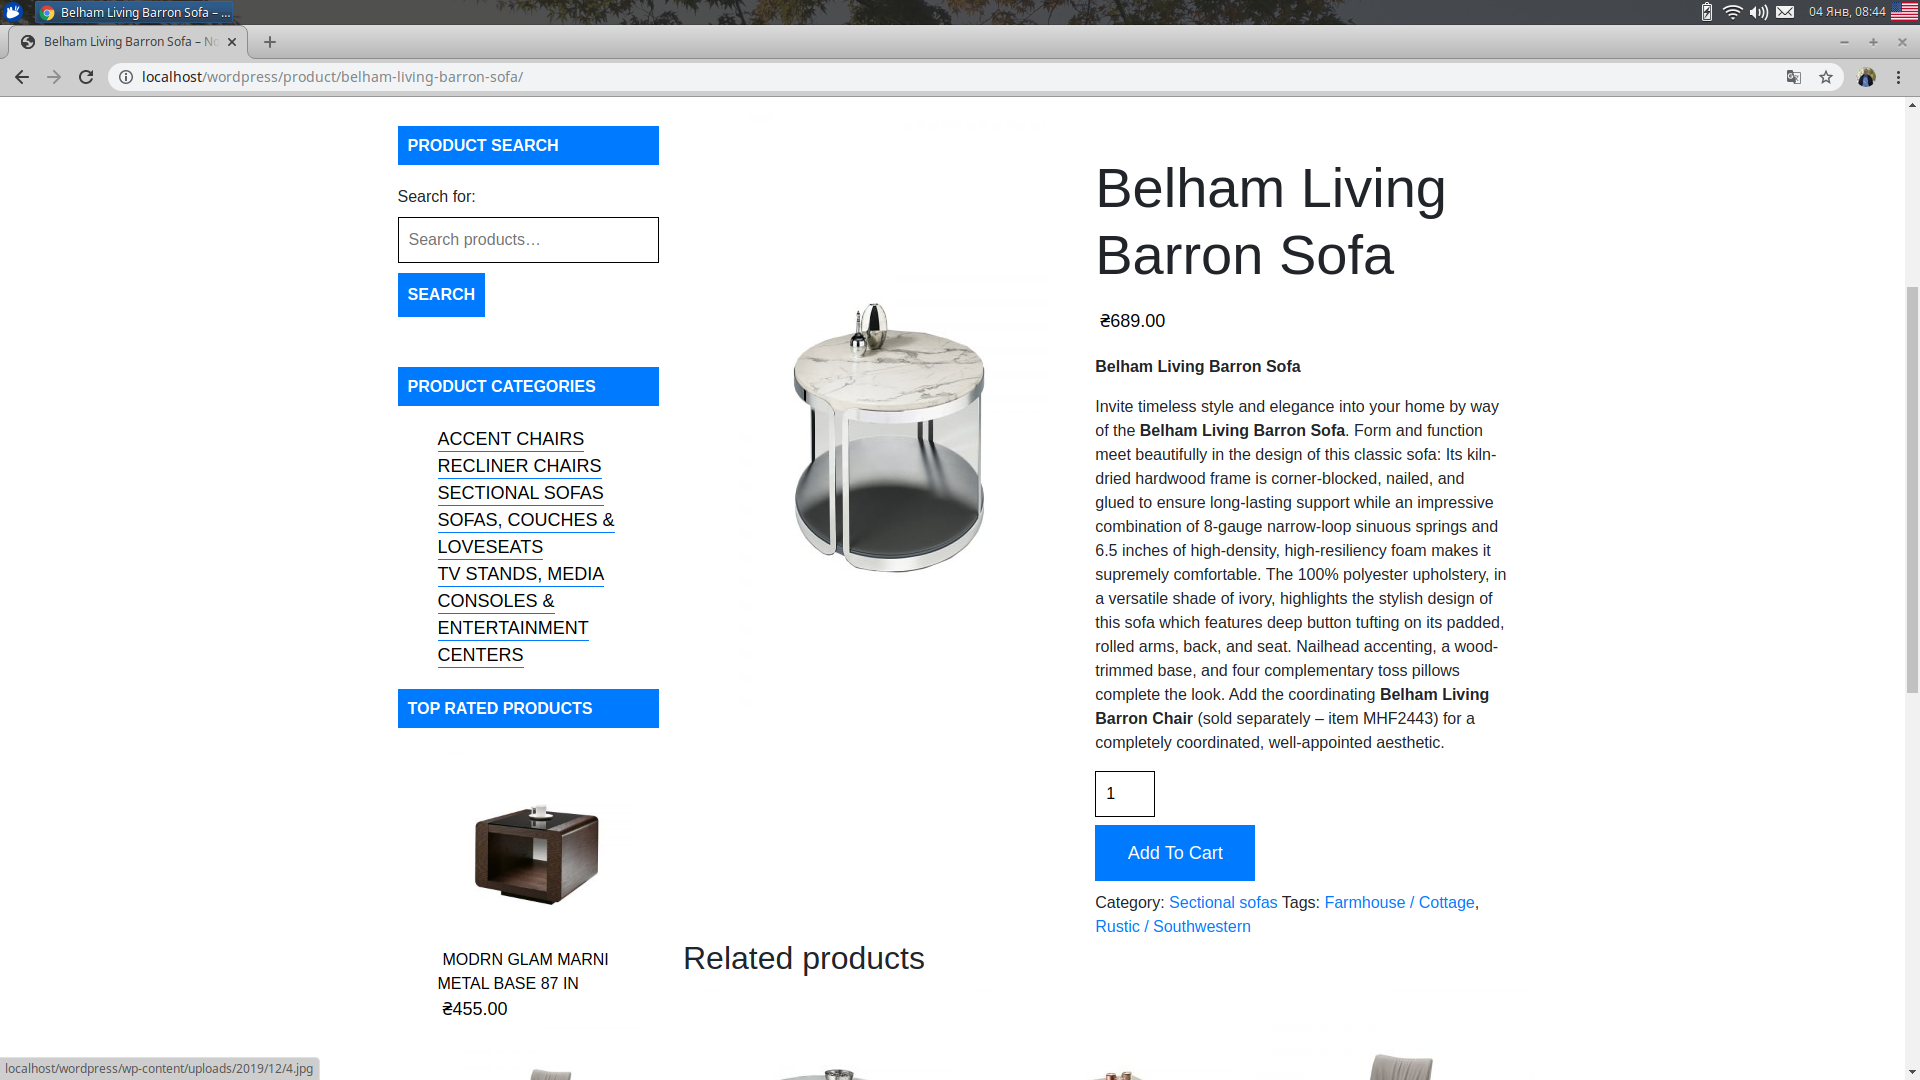 Belham Living Barron Sofa – ...
04 Янв, 08:44
Belham Living Barron Sofa – No
localhost/wordpress/product/belham-living-barron-sofa/
PRODUCT SEARCH
Search for:
Search products…
SEARCH
PRODUCT CATEGORIES
ACCENT CHAIRS
RECLINER CHAIRS
SECTIONAL SOFAS
SOFAS, COUCHES &
LOVESEATS
TV STANDS, MEDIA
CONSOLES &
ENTERTAINMENT
CENTERS
TOP RATED PRODUCTS
MODRN GLAM MARNI
METAL BASE 87 IN
₴455.00
Belham Living
Barron Sofa
₴689.00
Belham Living Barron Sofa
Invite timeless style and elegance into your home by way
of the Belham Living Barron Sofa. Form and function
meet beautifully in the design of this classic sofa: Its kiln-
dried hardwood frame is corner-blocked, nailed, and
glued to ensure long-lasting support while an impressive
combination of 8-gauge narrow-loop sinuous springs and
6.5 inches of high-density, high-resiliency foam makes it
supremely comfortable. The 100% polyester upholstery, in
a versatile shade of ivory, highlights the stylish design of
this sofa which features deep button tufting on its padded,
rolled arms, back, and seat. Nailhead accenting, a wood-
trimmed base, and four complementary toss pillows
complete the look. Add the coordinating Belham Living
Barron Chair (sold separately – item MHF2443) for a
completely coordinated, well-appointed aesthetic.
1
Add To Cart
Category: Sectional sofas Tags: Farmhouse / Cottage,
Rustic / Southwestern
Related products
localhost/wordpress/wp-content/uploads/2019/12/4.jpg